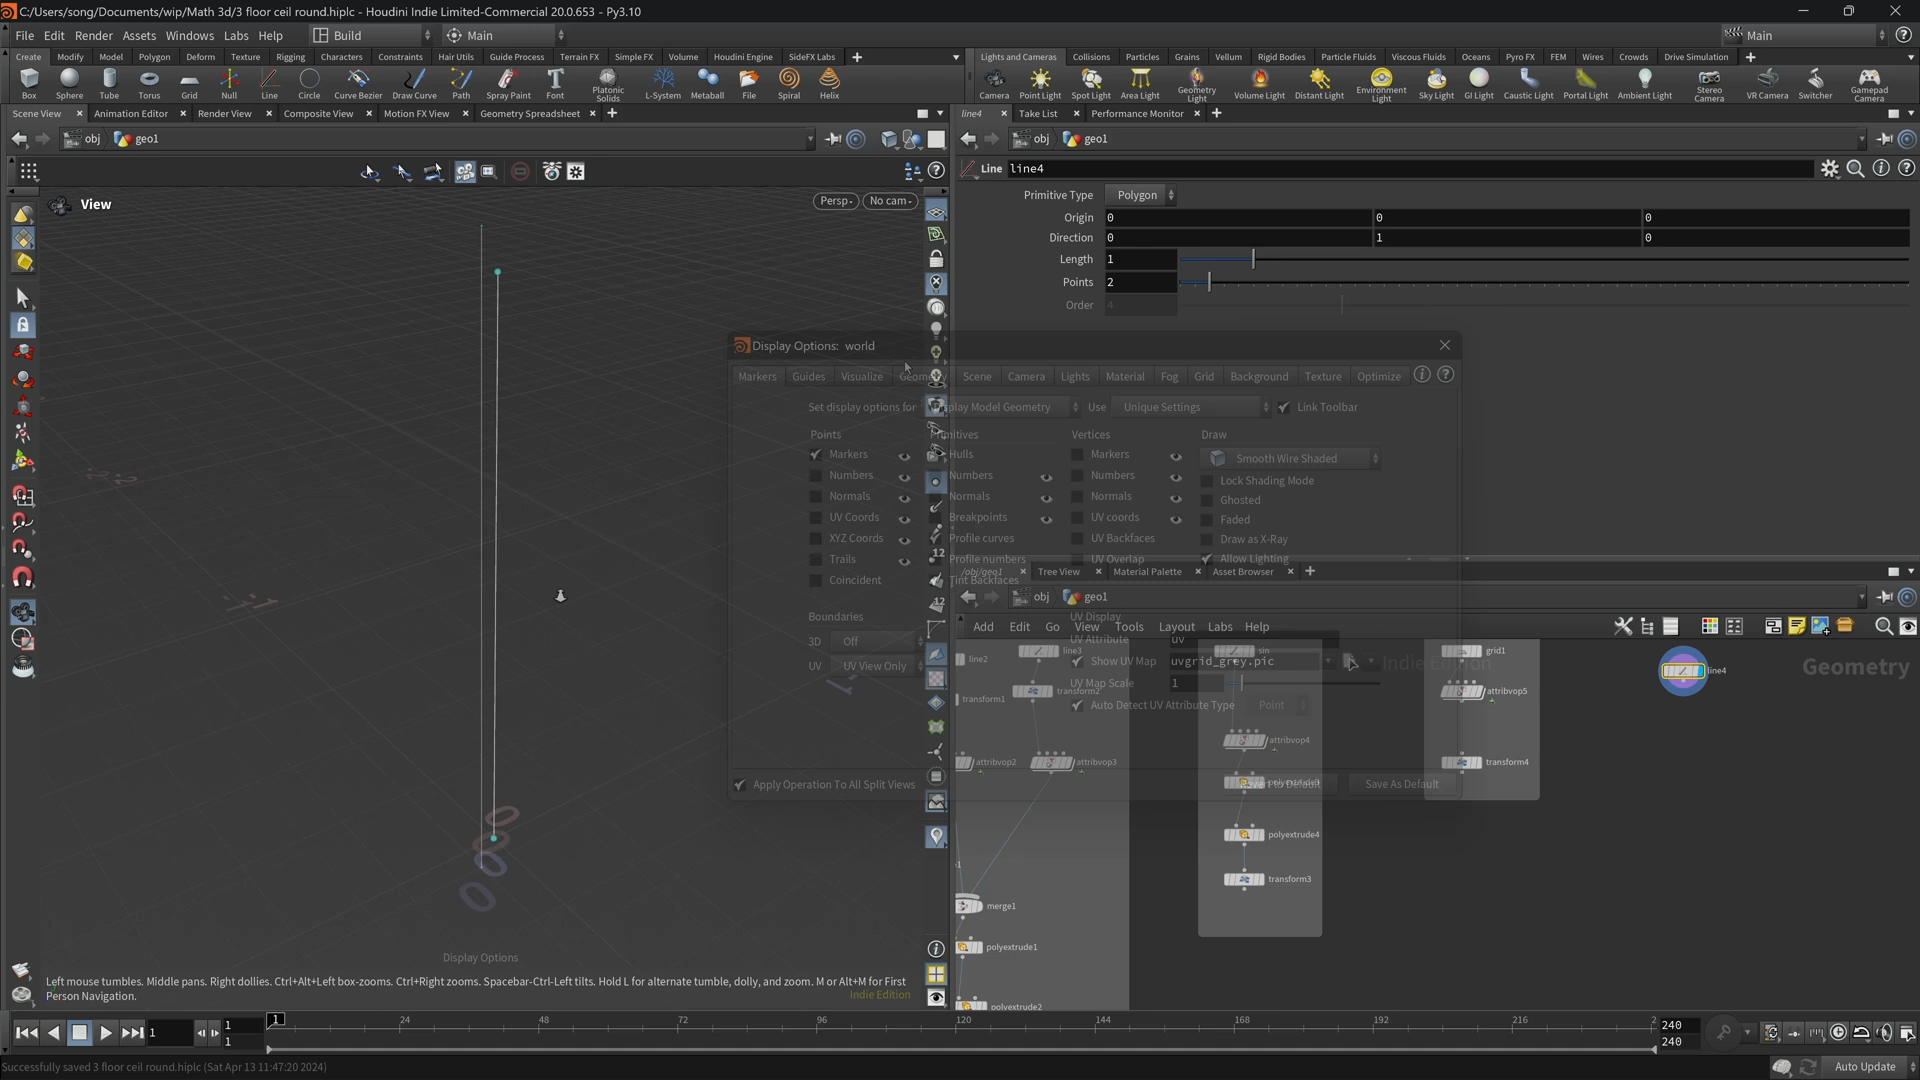 C:/Users/song/Documents/wip/Math 3d/3 floor ceil round.hiplc - Houdini Indie Limited-Commercial 20.0.653 - Py3.10
File Edit Render Assets Windows Labs Help Build Main Main
Create Modify Model Polygon Deform Texture Rigging Characters Constraints Hair Utils Guide Process Terrain FX Simple FX Volume Houdini Engine SideFX Labs
Lights and Cameras Collisions Particles Grains Vellum Rigid Bodies Particle Fluids Viscous Fluids Oceans Pyro FX FEM Wires Crowds Drive Simulation
Box Sphere Tube Torus Grid Null Line Circle Curve Bezier Draw Curve Path Spray Paint Font Platonic Solids L-System Metaball File Spiral Helix
Camera Point Light Spot Light Area Light Geometry Light Volume Light Distant Light Environment Light Sky Light GI Light Caustic Light Portal Light Ambient Light Stereo Camera VR Camera Switcher Gamepad Camera
Scene View Animation Editor Render View Composite View Motion FX View Geometry Spreadsheet
line4 Take List Performance Monitor
obj geo1
obj geo1
Line line4
View Persp No cam
Primitive Type Polygon
Origin 0 0 0
Direction 0 1 0
Length 1
Points 2
Order 4
Display Options: world
Markers Guides Visualize Geometry Scene Camera Lights Material Fog Grid Background Texture Optimize
Set display options for Display Model Geometry Use Unique Settings Link Toolbar
Points Primitives Vertices Draw
Markers Hulls Markers Smooth Wire Shaded
Numbers Numbers Numbers Lock Shading Mode
Normals Normals Normals Ghosted
UV Coords Breakpoints UV coords Faded
XYZ Coords Profile curves UV Backfaces Draw as X-Ray
Trails Profile numbers UV Overlap Allow Lighting
Coincident Tint Backfaces
/obj/geo1 Tree View Material Palette Asset Browser
obj geo1
Boundaries UV Display
Add Edit Go View Tools Layout Labs Help
3D Off UV Attribute uv
UV UV View Only Show UV Map uvgrid_grey.pic
UV Map Scale 1
Auto Detect UV Attribute Type Point
Apply Operation To All Split Views Save As Default
Indie Edition
Geometry
line2 line3 sin grid1 line4
transform1 transform2 attribvop5
attribvop4
attribvop2 attribvop3 transform4
polyextrude4
transform3
merge1
polyextrude1
polyextrude2
0
0
0
0
Display Options
Left mouse tumbles. Middle pans. Right dollies. Ctrl+Alt+Left box-zooms. Ctrl+Right zooms. Spacebar-Ctrl-Left tilts. Hold L for alternate tumble, dolly, and zoom. M or Alt+M for First
Person Navigation.
Indie Edition
1 1 1 24 48 72 96 120 144 168 192 216 2 240
1 240
Successfully saved 3 floor ceil round.hiplc (Sat Apr 13 11:47:20 2024)
Auto Update